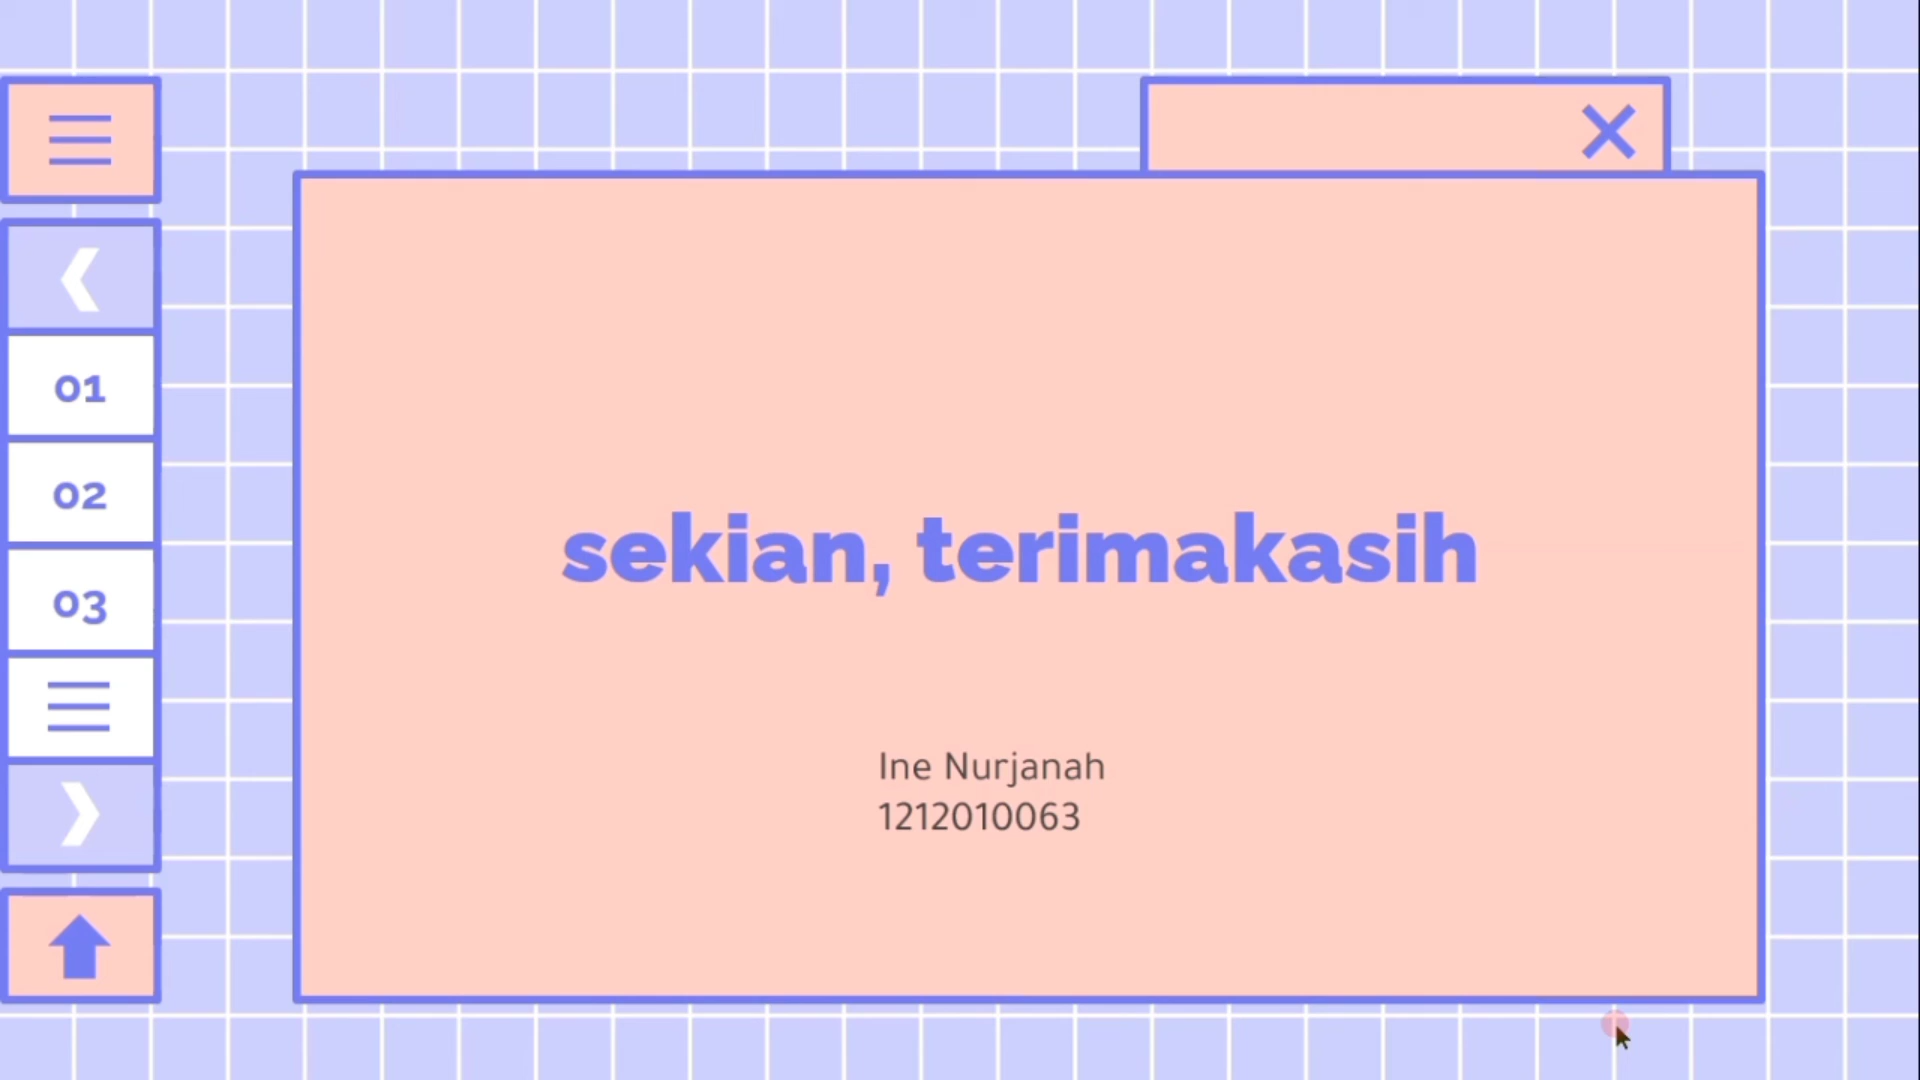 01
02
03
sekian, terimakasih
Ine Nurjanah
1212010063